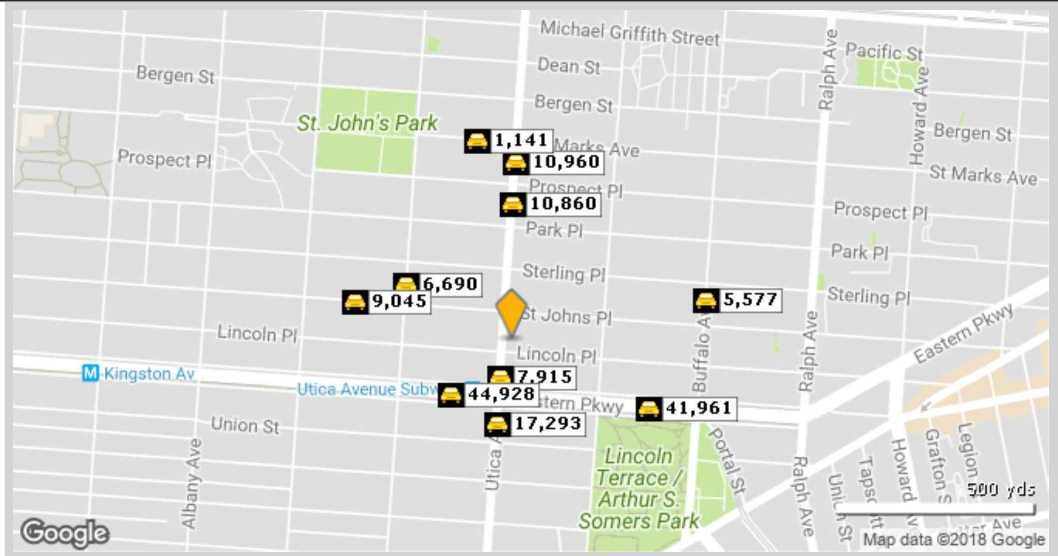 Michael Griffith Street
Pacific St
Dean St
Ralph Ave
Howard Ave
Bergen St
Bergen St
St. John's Park
Bergen St
1,141
Marks Ave
10,960
Prospect Pl
St Marks Ave
Prospect Pl
10,860
Prospect Pl
Park Pl
Park Pl
Sterling Pl
6,690
9,045
5,577
Sterling Pl
St Johns Pl
Eastern Pkwy
Lincoln Pl
Lincoln Pl
Buffalo Av
Ralph Ave
M Kingston Av
7,915
Utica Avenue Subw
44,928
stern Pkwy
41,961
Union St
17,293
Albany Ave
Utica A
Lincoln
Terrace /
Arthur S.
Somers Park
Portal St
Ralph Ave
Howard Ave
Grafton S
Legion
500 yds
Google
Map data ©2018 Google